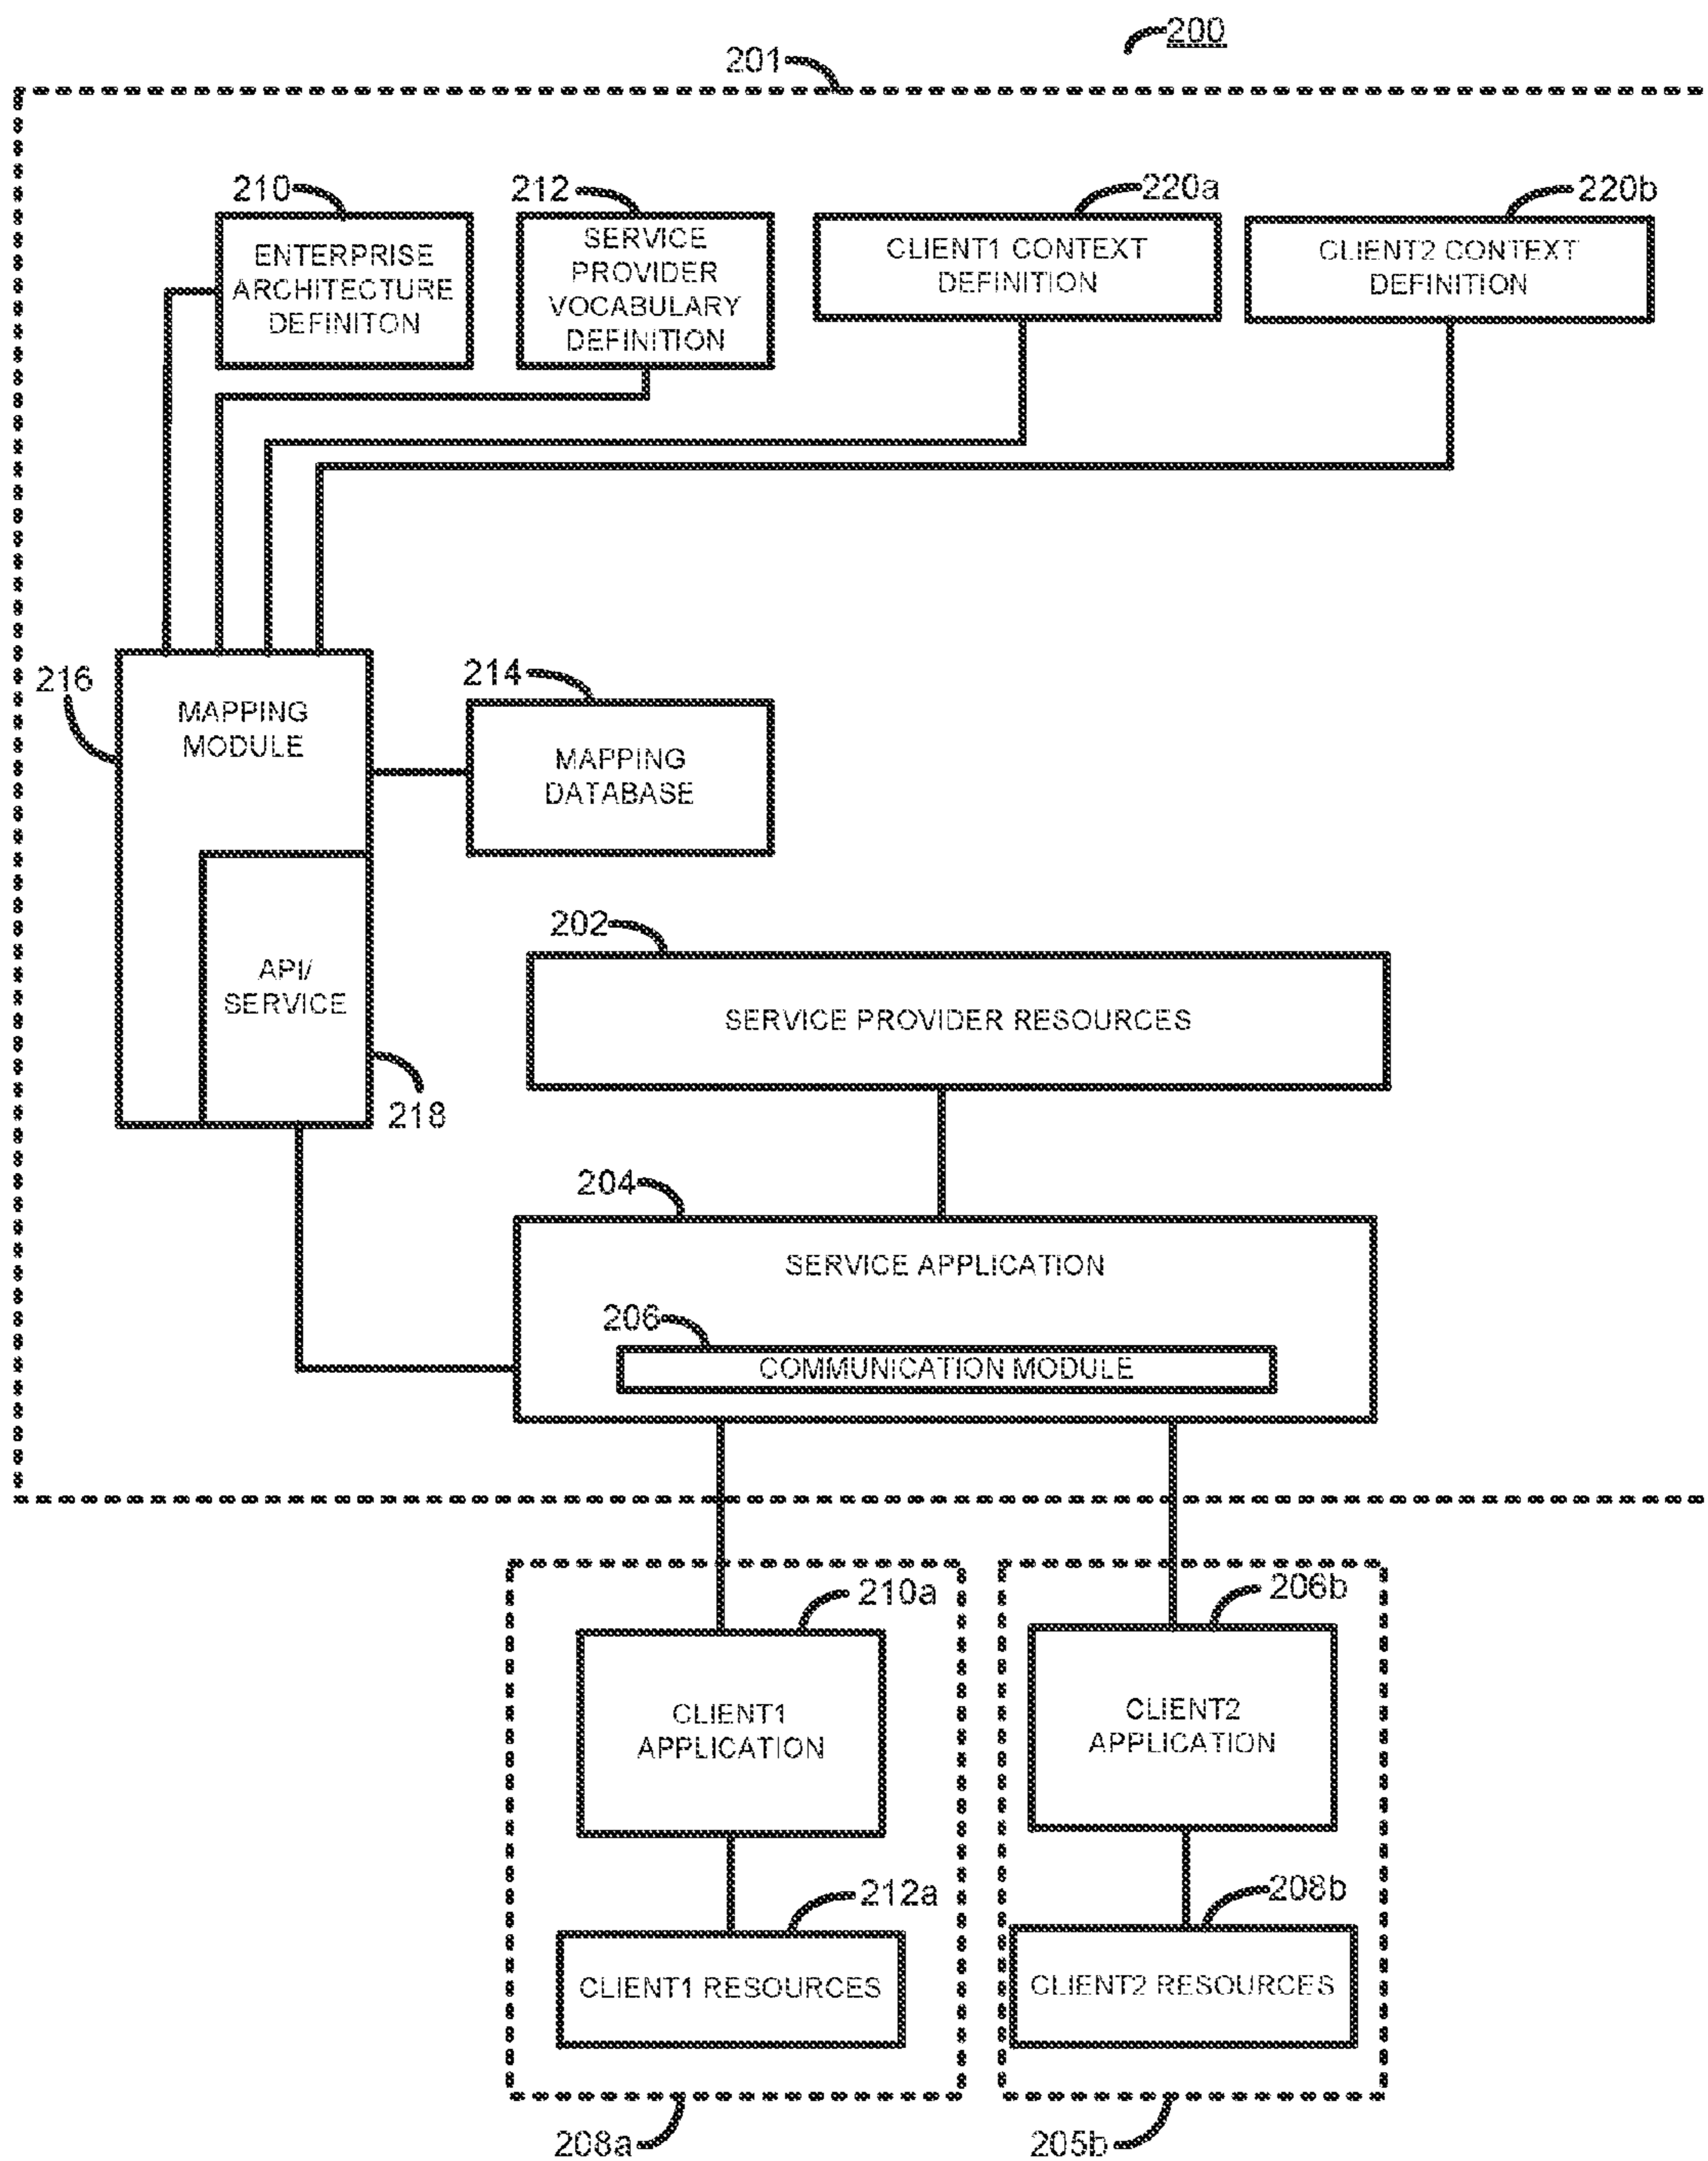 200
201
210
212
220a
220b
ENTERPRISE
ARCHITECTURE
DEFINITON
SERVICE
PROVIDER
VOCABULARY
DEFINITION
CLIENT1 CONTEXT
DEFINITION
CLIENT2 CONTEXT
DEFINITION
216
MAPPING
MODULE
214
MAPPING
DATABASE
API/
SERVICE
218
202
SERVICE PROVIDER RESOURCES
204
SERVICE APPLICATION
206
COMMUNICATION MODULE
210a
206b
CLIENT1
APPLICATION
CLIENT2
APPLICATION
212a
208b
CLIENT1 RESOURCES
CLIENT2 RESOURCES
208a
205b